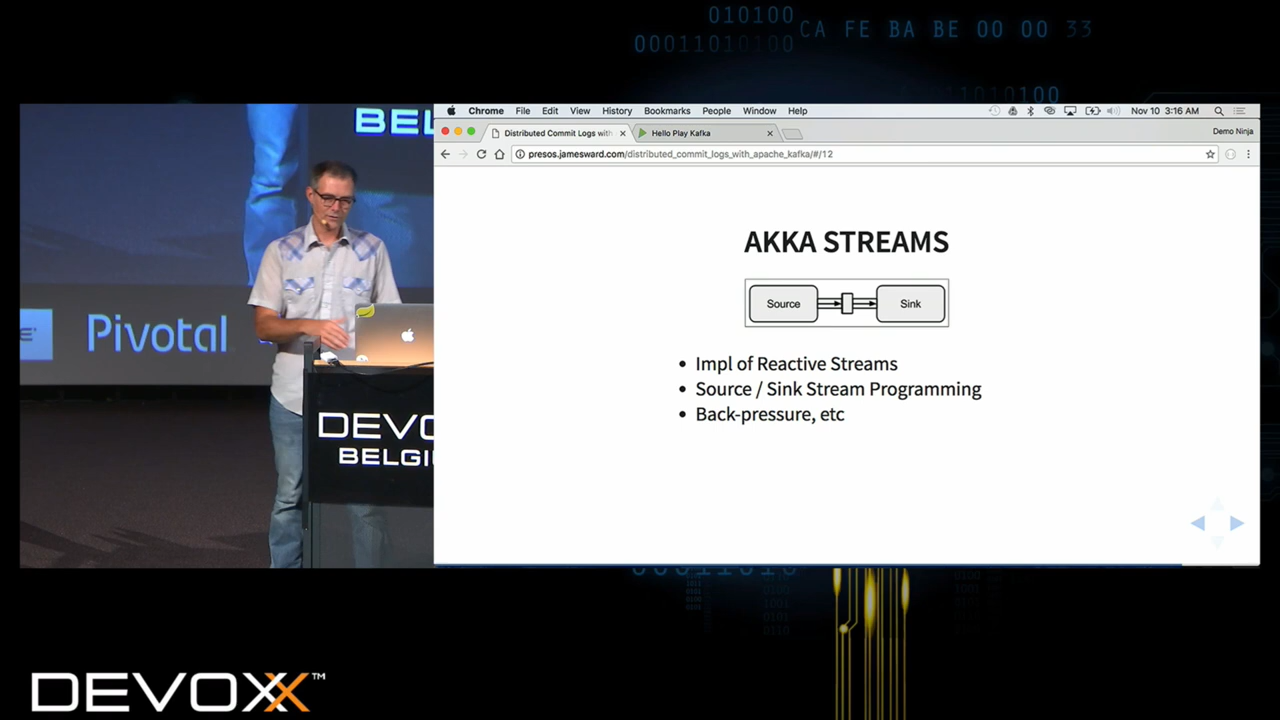 010100
00011010100
CA FE BA BE 00 00 33
1010100
BEL
Pivotal
DEVO
BELGI
Chrome File Edit View History Bookmarks People Window Help
Nov 10 3:16 AM
Distributed Commit Logs with
Hello Play Kafka
Demo Ninja
presos.jamesward.com/distributed_commit_logs_with_apache_kafka/#/12
AKKA STREAMS
Source
Sink
• Impl of Reactive Streams
• Source / Sink Stream Programming
• Back-pressure, etc
DEVOXX™